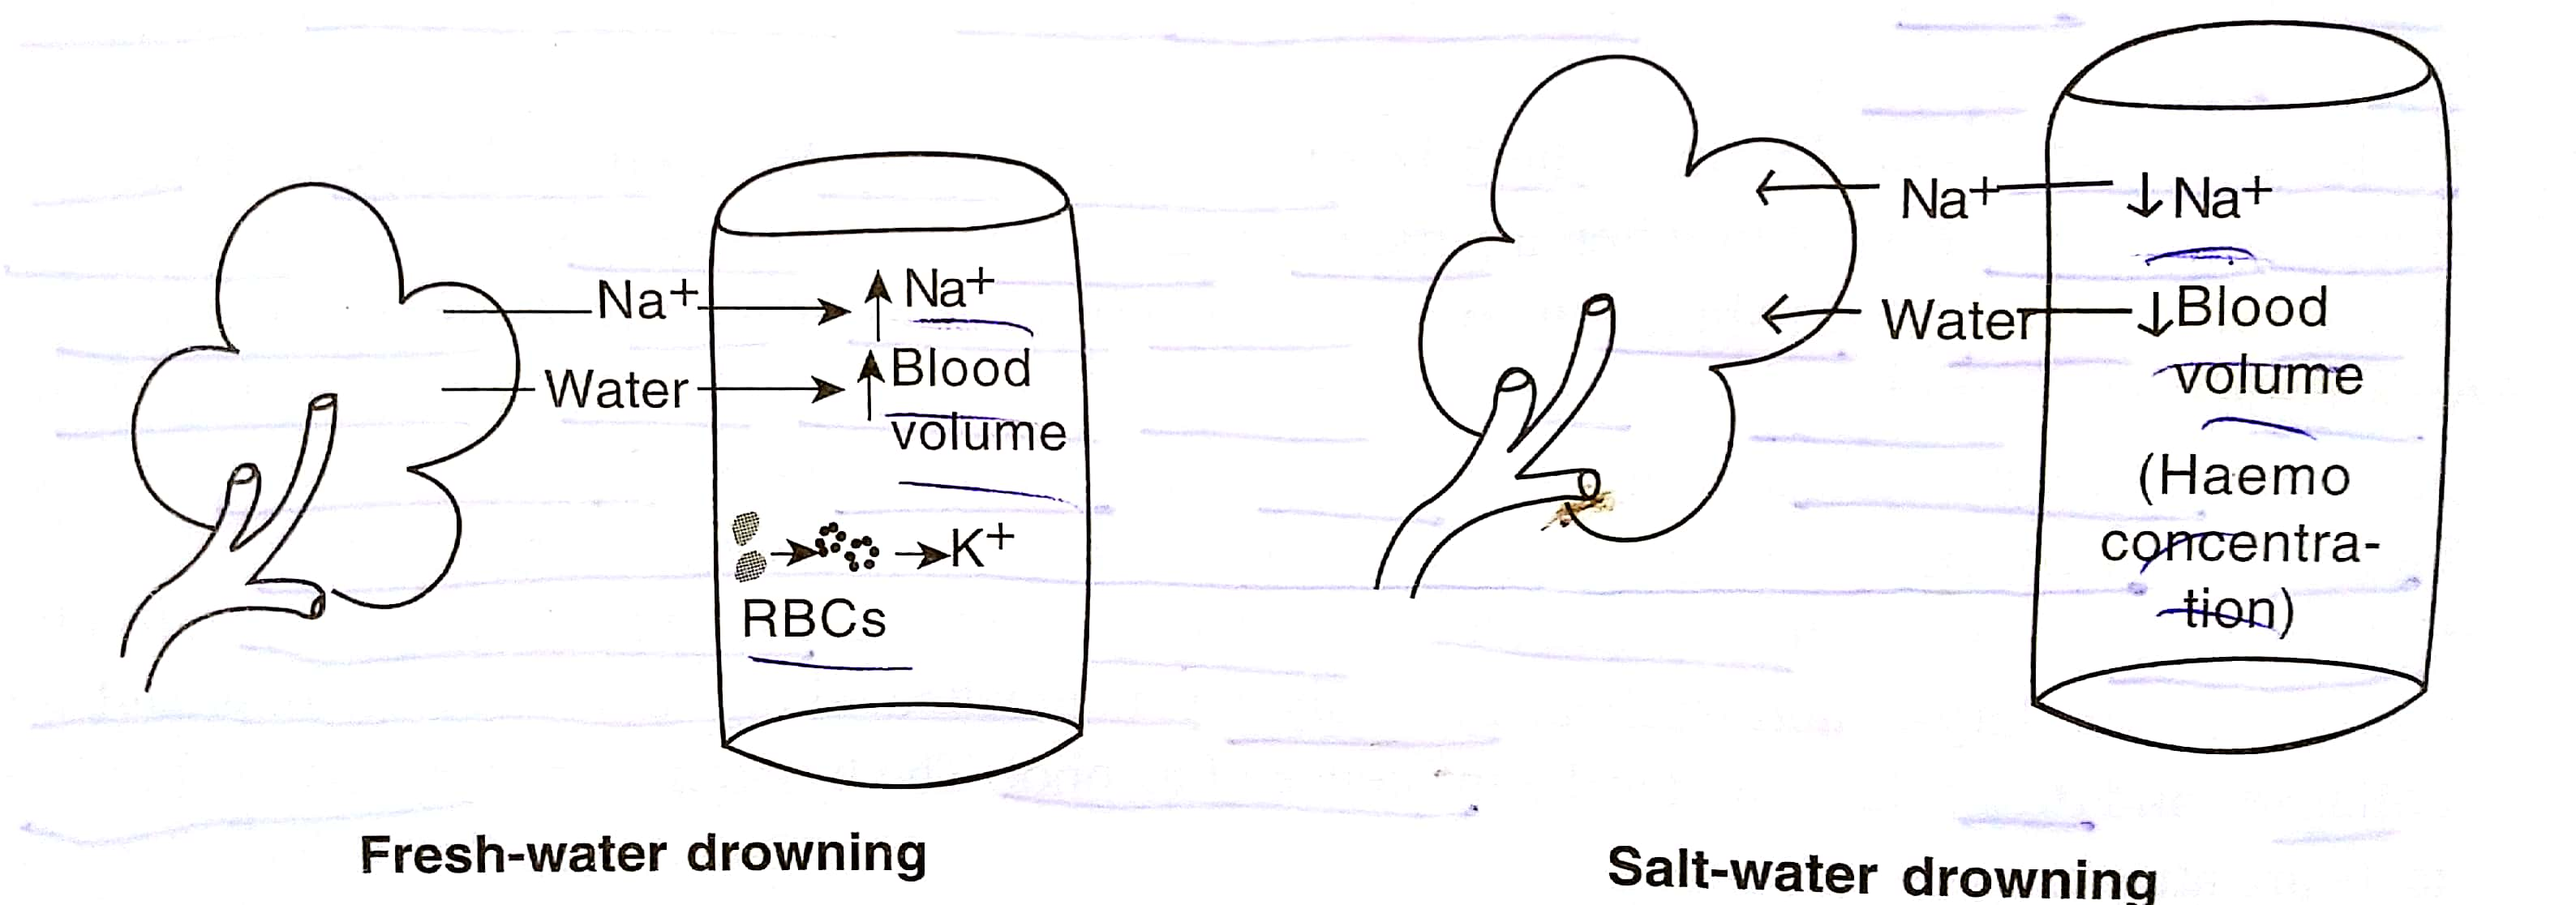 Na+
Water
↑ Na+
↑ Blood
volume
→ → K+
RBCs
Fresh-water drowning
Na+
Water
↓ Na+
↓ Blood
volume
(Haemo
concentra-
tion)
Salt-water drowning